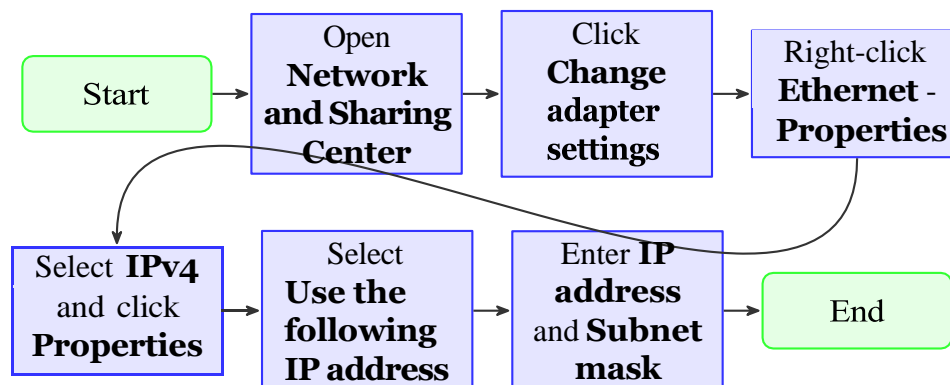 Start
Open
Network
and Sharing
Center
Click
Change
adapter
settings
Right-click
Ethernet -
Properties
Select IPv4
and click
Properties
Select
Use the
following
IP address
Enter IP
address
and Subnet
mask
End